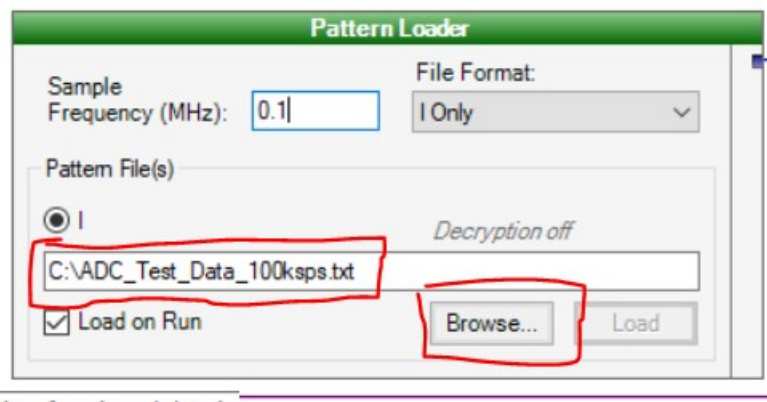 Pattern Loader
Sample
Frequency (MHz):
0.1
File Format:
I Only
Pattern File(s)
I
Decryption off
C:\ADC_Test_Data_100ksps.txt
Load on Run
Browse...
Load